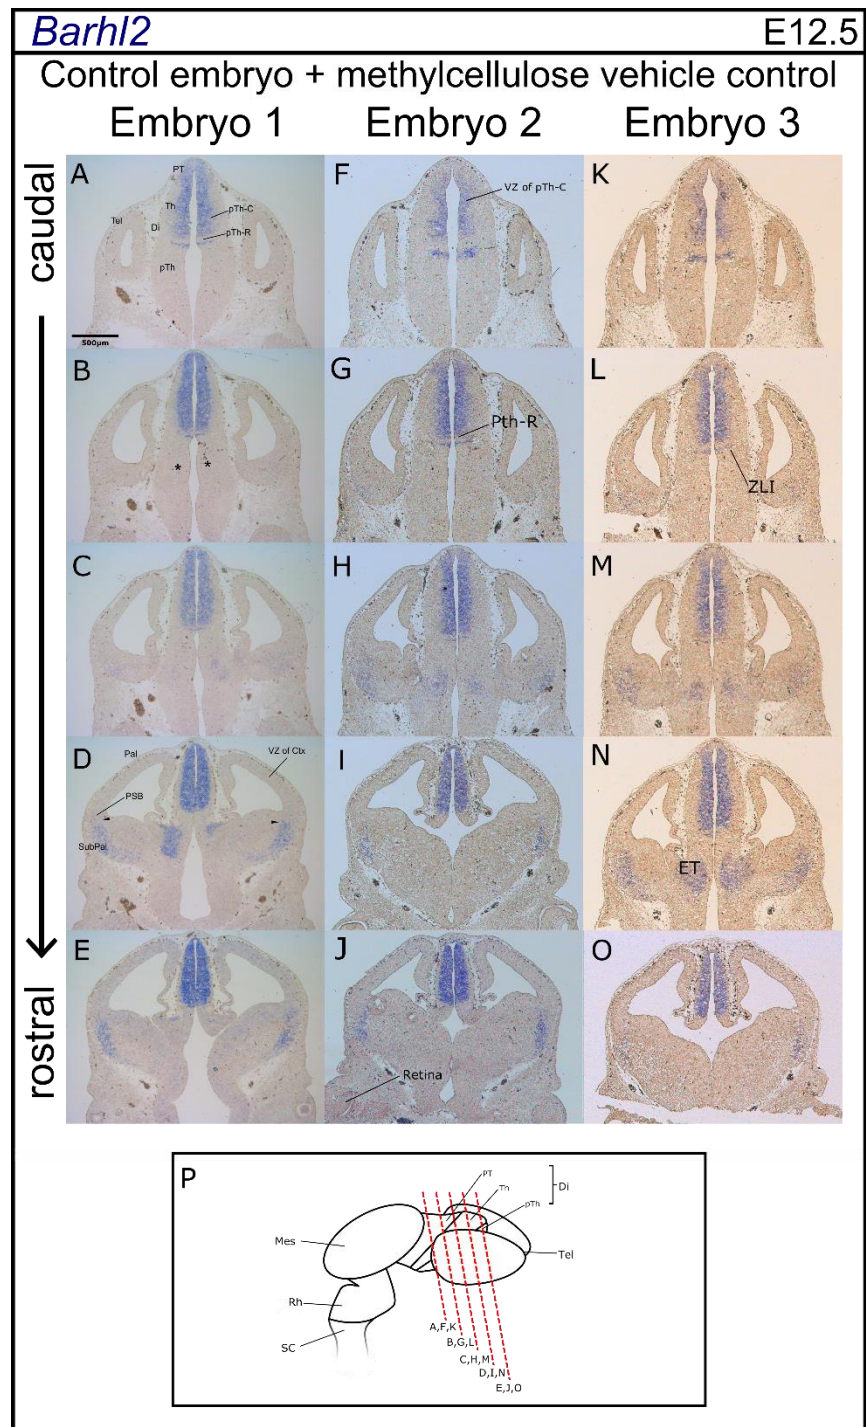 Barhl2 E12.5
Control embryo + methylcellulose vehicle control
Embryo 1 Embryo 2 Embryo 3
caudal
rostral
A
PT
Th
pTh-C
Tel
Di
pTh-R
pTh
500µm
F
VZ of pTh-C
K
B
*
*
G
Pth-R
L
ZLI
C
H
M
D
Pal
VZ of Ctx
PSB
SubPal
I
N
ET
E
J
Retina
O
P
PT
Th
Di
pTh
Mes
Tel
Rh
SC
A,F,K
B,G,L
C,H,M
D,I,N
E,J,O